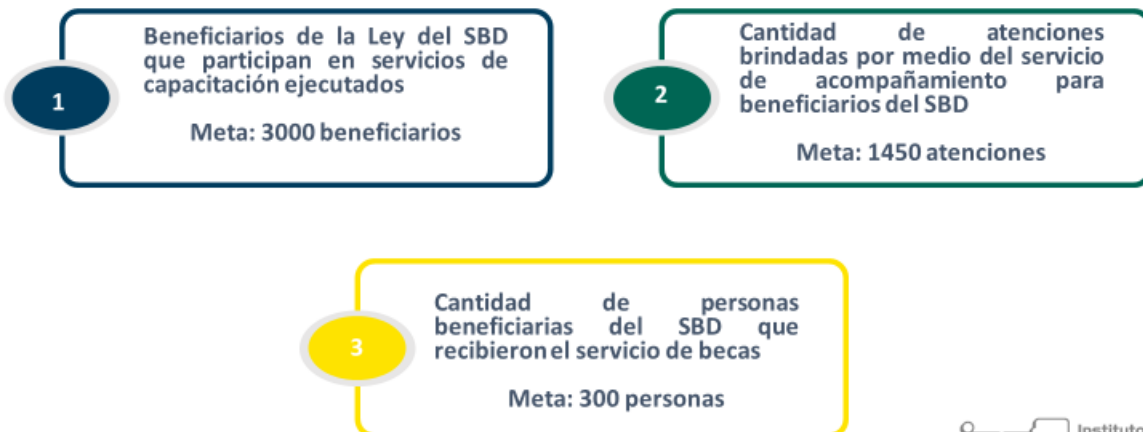 1
Beneficiarios de la Ley del SBD
que participan en servicios de
capacitación ejecutados
Meta: 3000 beneficiarios
2
Cantidad de atenciones
brindadas por medio del servicio
de acompañamiento para
beneficiarios del SBD
Meta: 1450 atenciones
3
Cantidad de personas
beneficiarias del SBD que
recibieron el servicio de becas
Meta: 300 personas
Instituto